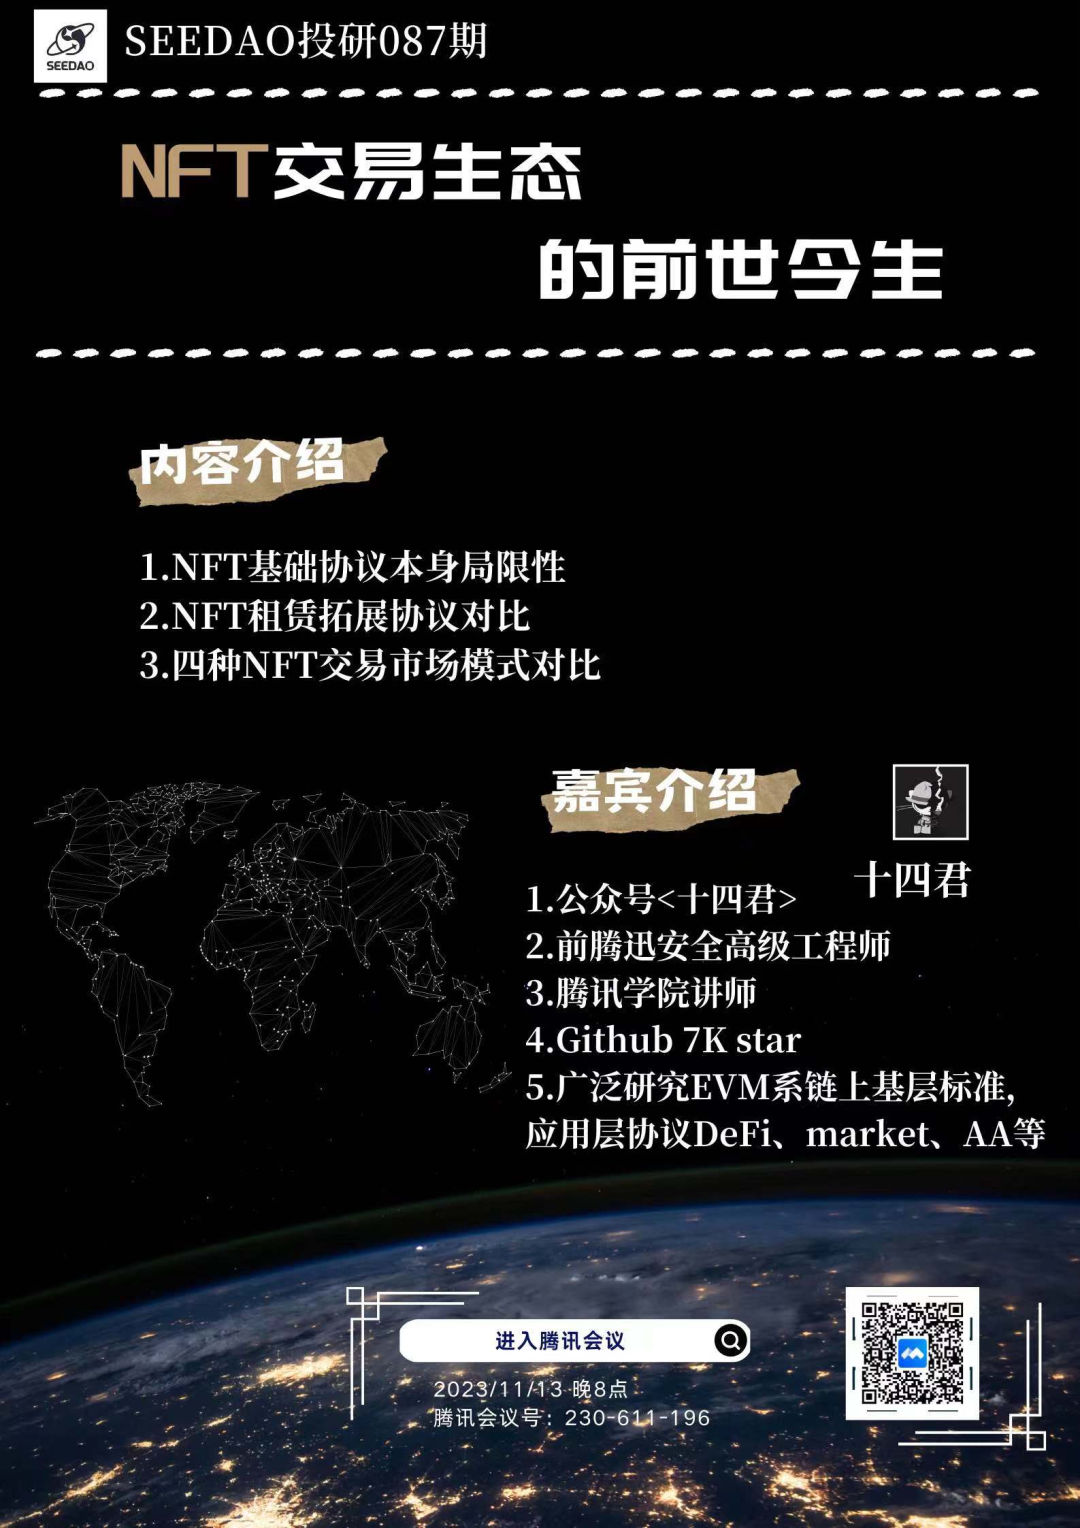 SEEDAO
SEEDAO投研087期
NFT交易生态
的前世今生
内容介绍
1.NFT基础协议本身局限性
2.NFT租赁拓展协议对比
3.四种NFT交易市场模式对比
嘉宾介绍
十四君
1.公众号<十四君>
2.前腾迅安全高级工程师
3.腾讯学院讲师
4.Github 7K star
5.广泛研究EVM系链上基层标准,
应用层协议DeFi、market、AA等
进入腾讯会议
2023/11/13 晚8点
腾讯会议号：230-611-196